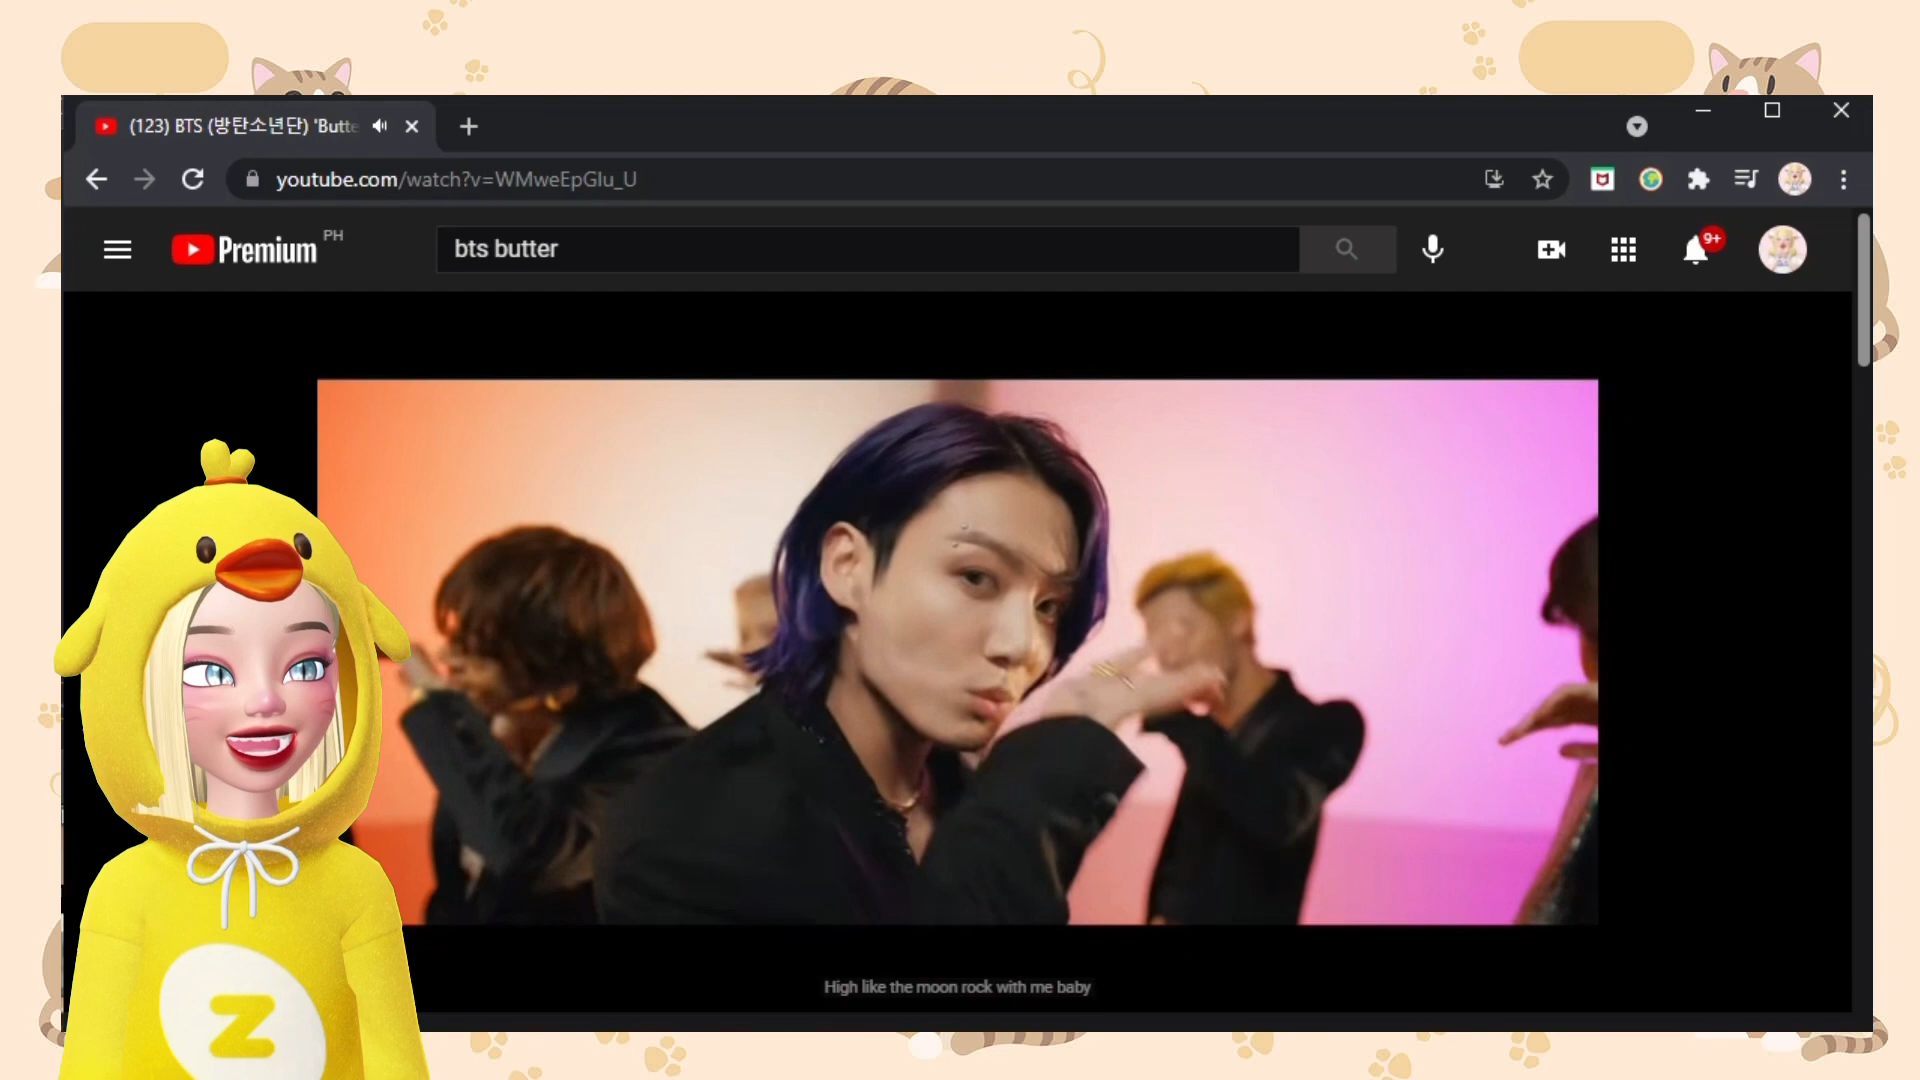 (123) BTS (방탄소년단) 'Butte
youtube.com/watch?v=WMweEpGIu_U
Premium PH
bts butter
9+
High like the moon rock with me baby
Z